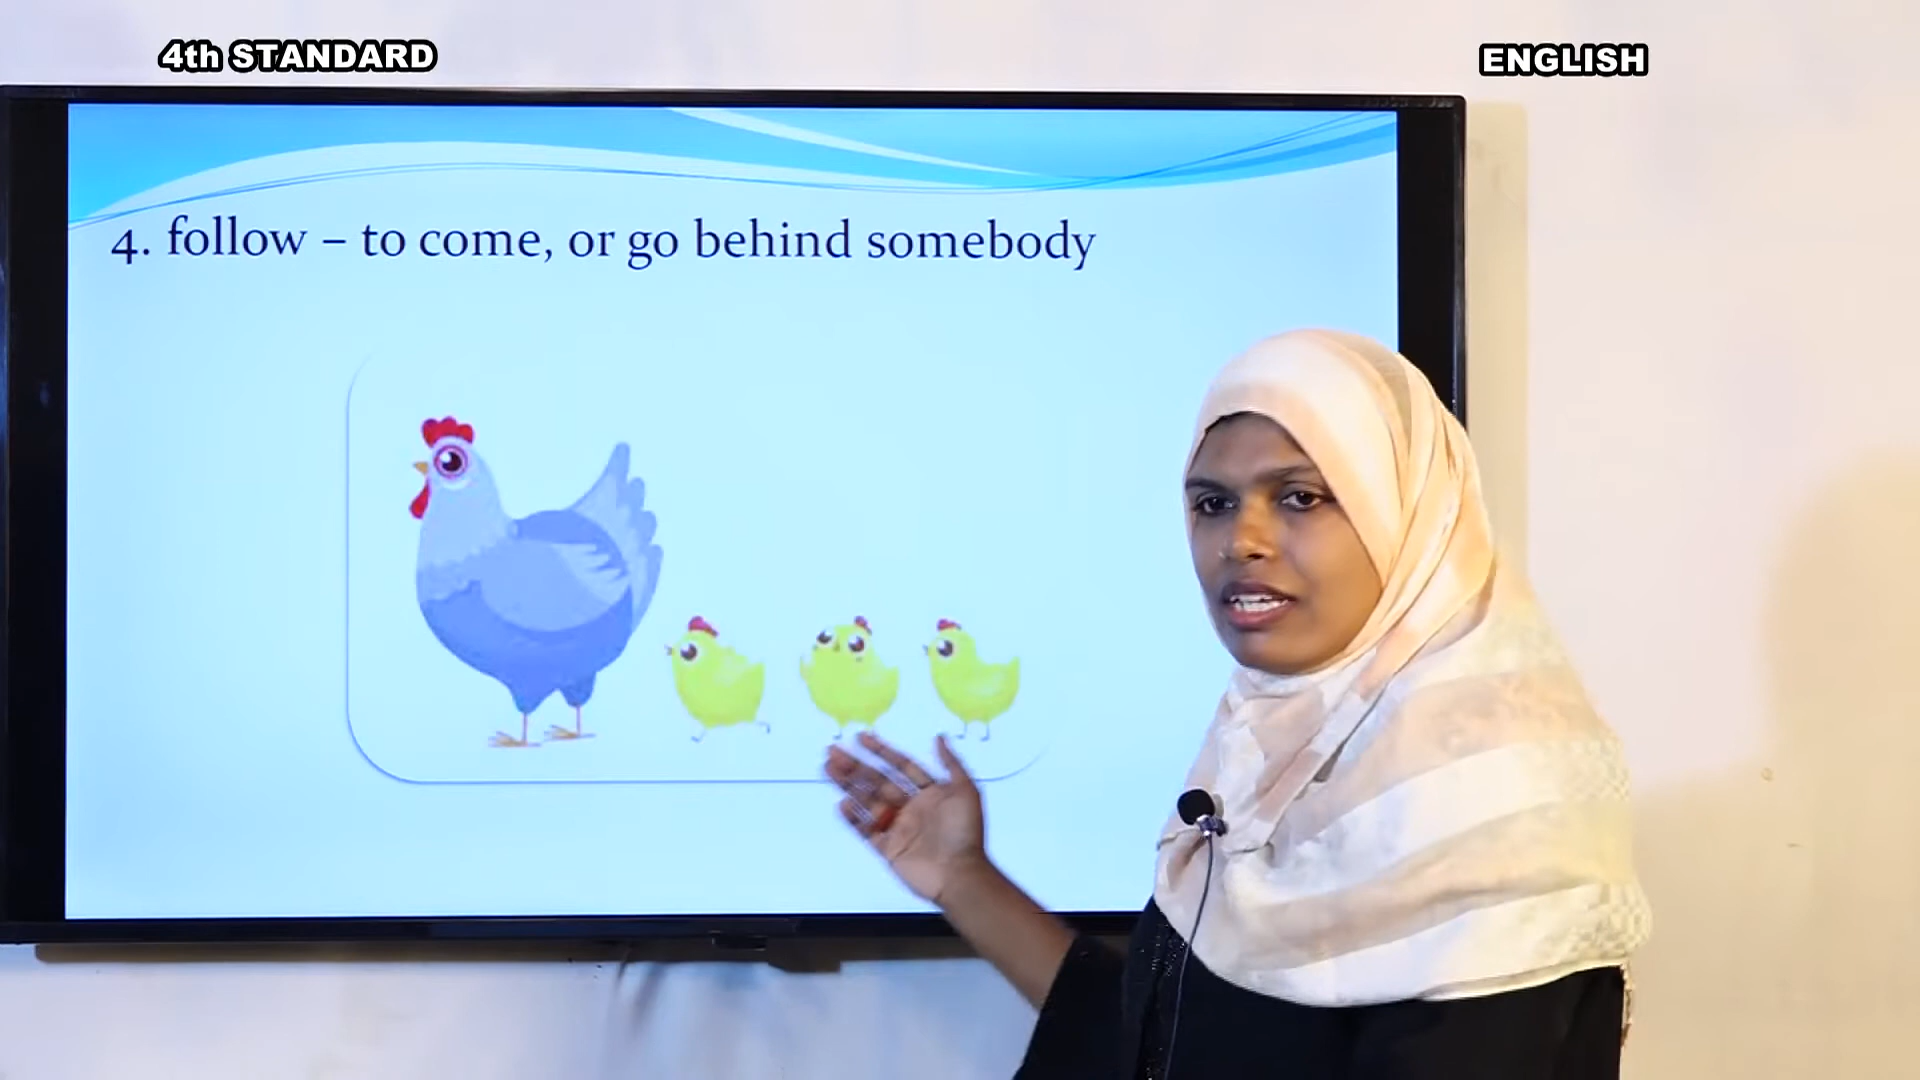 4th STANDARD
ENGLISH
4. follow – to come, or go behind somebody